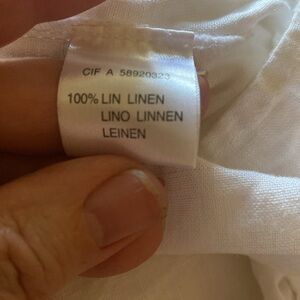 CIF A 58920323
100% LIN LINEN
LINO LINNEN
LEINEN